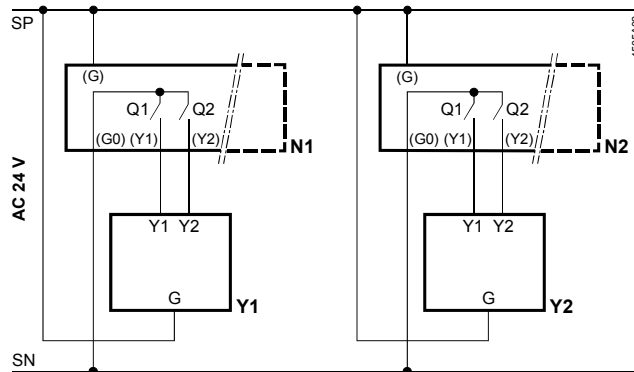 SP
(G)
Q1
Q2
(G0) (Y1)
(Y2)
N1
Y1 Y2
G
Y1
(G)
Q1
Q2
(G0) (Y1)
(Y2)
N2
Y1 Y2
G
Y2
AC 24 V
SN